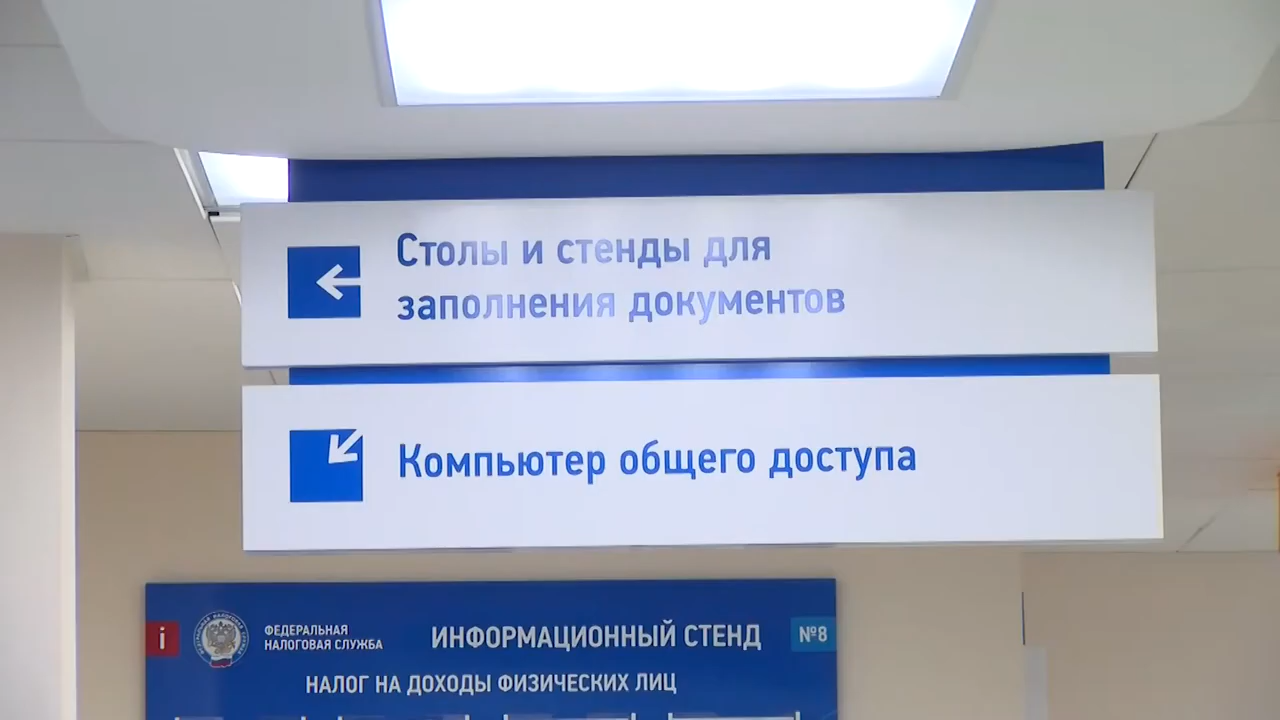 Столы и стенды для
заполнения документов
Компьютер общего доступа
i
ФЕДЕРАЛЬНАЯ
НАЛОГОВАЯ СЛУЖБА
ИНФОРМАЦИОННЫЙ СТЕНД
№8
НАЛОГ НА ДОХОДЫ ФИЗИЧЕСКИХ ЛИЦ